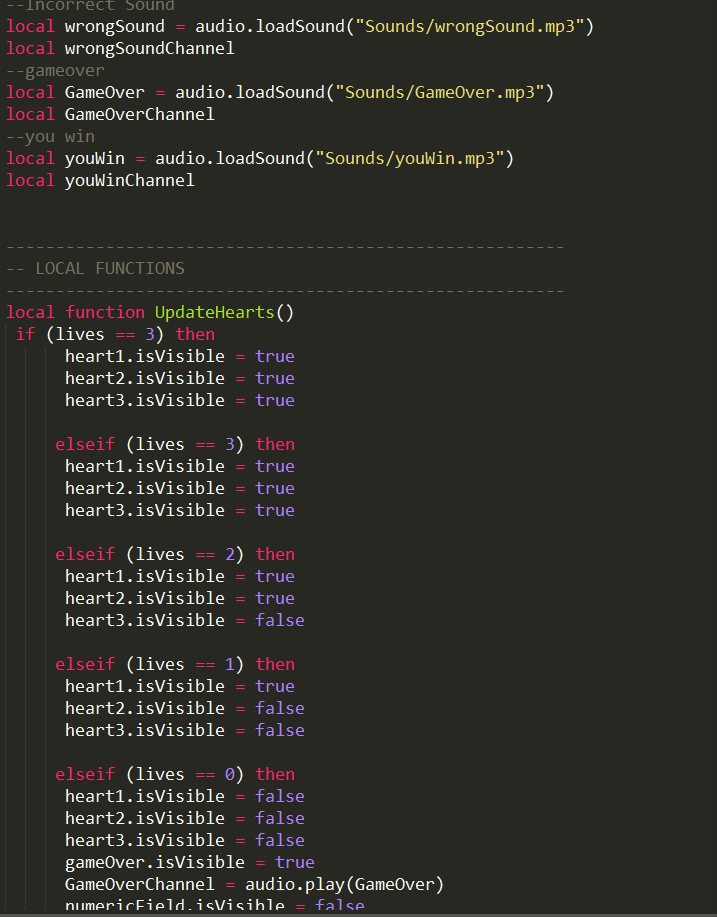 --Incorrect Sound
local wrongSound = audio.loadSound("Sounds/wrongSound.mp3")
local wrongSoundChannel
--gameover
local GameOver = audio.loadSound("Sounds/GameOver.mp3")
local GameOverChannel
--you win
local youWin = audio.loadSound("Sounds/youWin.mp3")
local youWinChannel
--------------------------------------------------------
-- LOCAL FUNCTIONS
--------------------------------------------------------
local function UpdateHearts()
if (lives == 3) then
heart1.isVisible = true
heart2.isVisible = true
heart3.isVisible = true
elseif (lives == 3) then
heart1.isVisible = true
heart2.isVisible = true
heart3.isVisible = true
elseif (lives == 2) then
heart1.isVisible = true
heart2.isVisible = true
heart3.isVisible = false
elseif (lives == 1) then
heart1.isVisible = true
heart2.isVisible = false
heart3.isVisible = false
elseif (lives == 0) then
heart1.isVisible = false
heart2.isVisible = false
heart3.isVisible = false
gameOver.isVisible = true
GameOverChannel = audio.play(GameOver)
numericField.isVisible = false